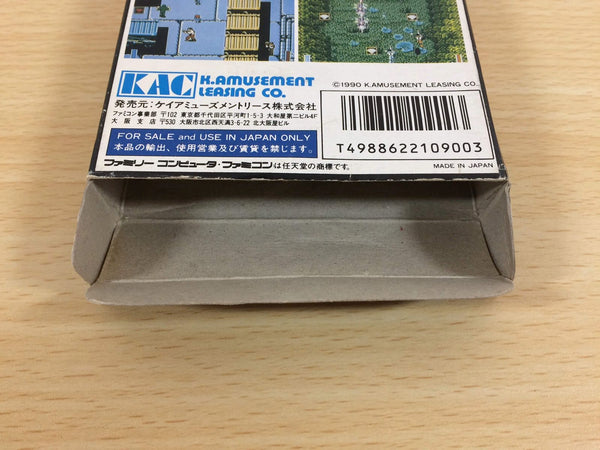 KAC K.AMUSEMENT LEASING CO.
©1990 K.AMUSEMENT LEASING CO.
発売元:ケイアミューズメントリース株式会社
ファミコン事業部 〒102 東京都千代田区平河町1-5-3 大和屋第二ビル4F
大阪支店 〒530 大阪市北区西天満3-6-22 北大阪屋ビル
FOR SALE and USE IN JAPAN ONLY
本品の輸出、使用営業及び賃貸を禁じます。
T4988622109003
ファミリー コンピュータ・ファミコンは任天堂の商標です。
MADE IN JAPAN